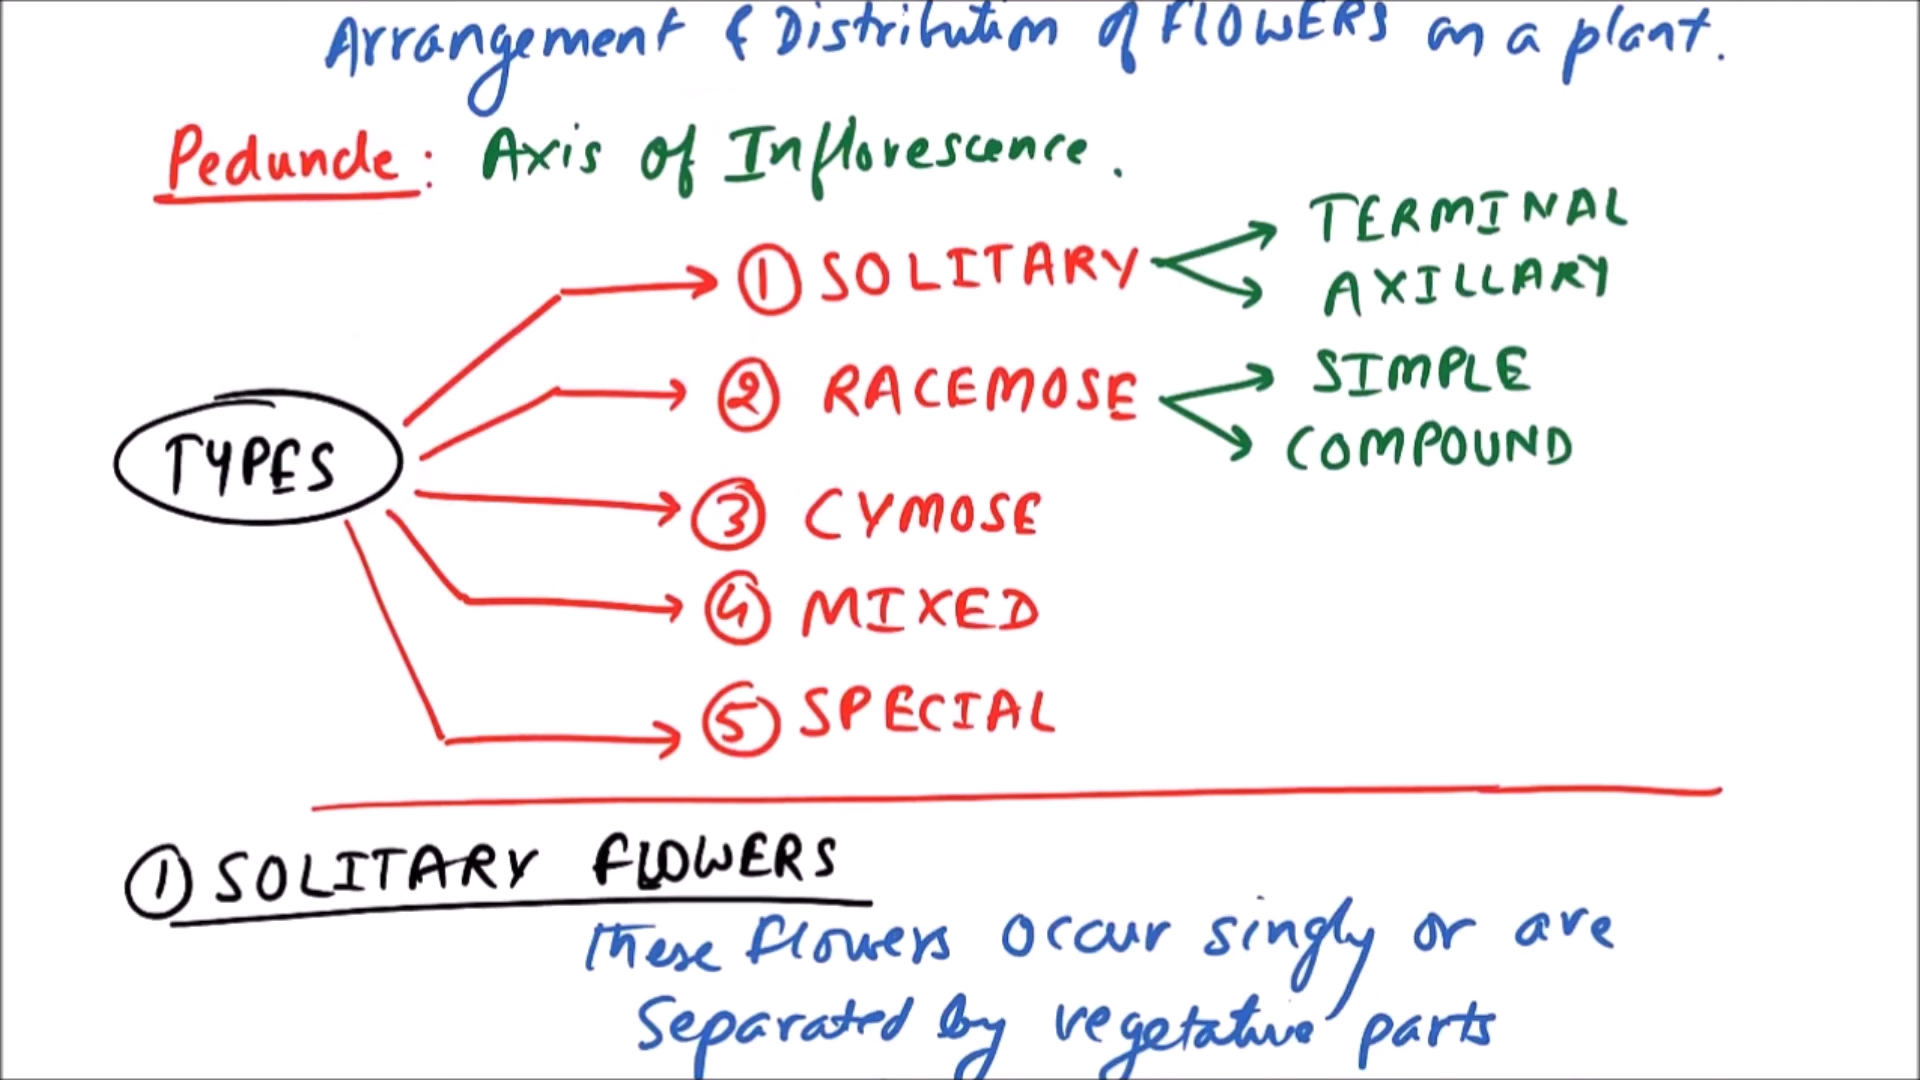 Arrangement & Distribution of FLOWERS on a plant.
Peduncle: Axis of Inflorescence.
TYPES
① SOLITARY
TERMINAL
AXILLARY
② RACEMOSE
SIMPLE
COMPOUND
③ CYMOSE
④ MIXED
⑤ SPECIAL
① SOLITARY FLOWERS
These flowers occur singly or are
separated by vegetative parts